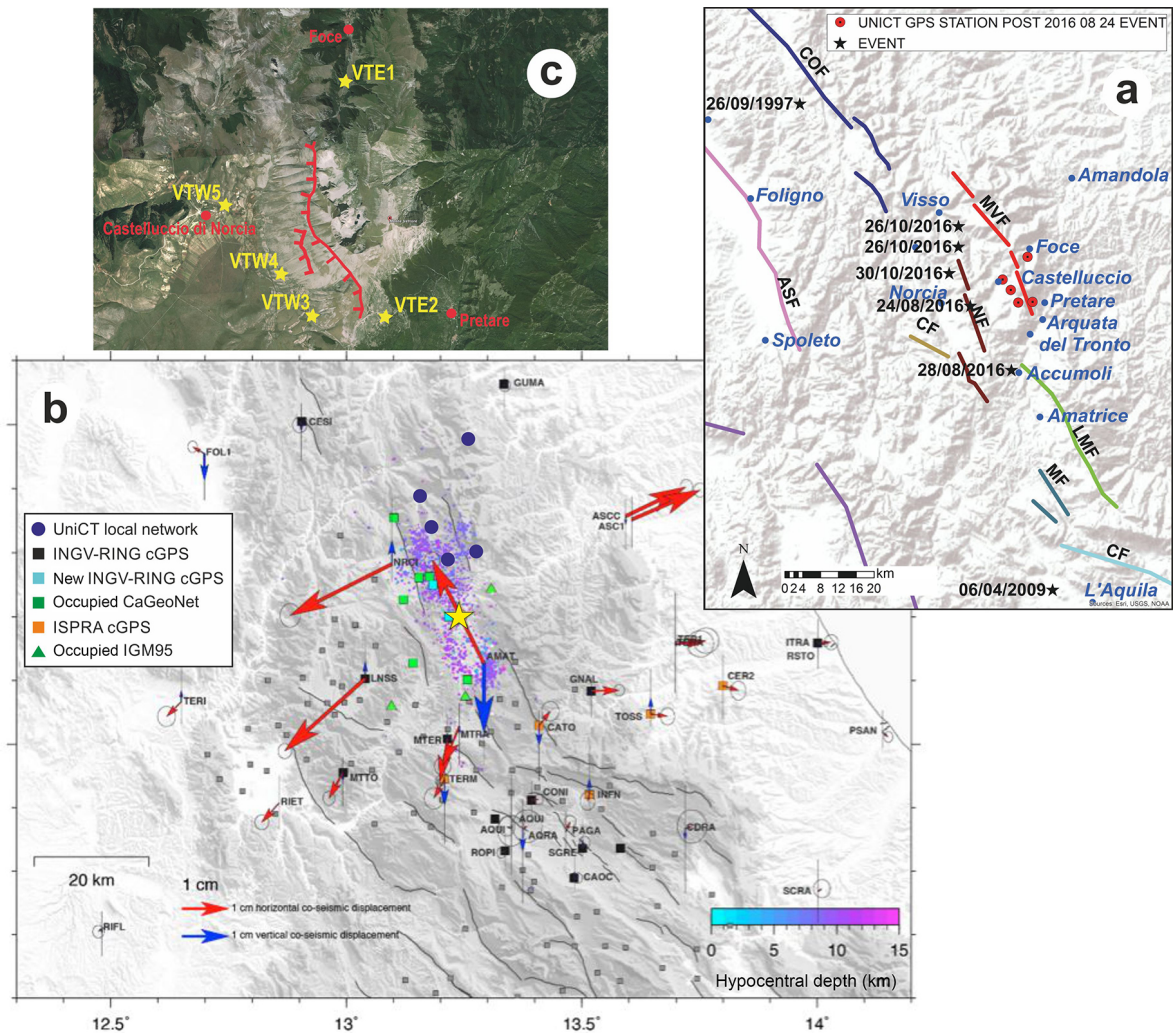 Foce
c
VTE1
VTW5
Castelluccio di Norcia
VTW4
VTW3
VTE2
Pretare
UNICT GPS STATION POST 2016 08 24 EVENT
EVENT
a
COF
26/09/1997
Amandola
Foligno
Visso
MVF
26/10/2016
26/10/2016
Foce
30/10/2016
Castelluccio
ASF
Norcia
24/08/2016
NF
Pretare
CF
Arquata
del Tronto
Spoleto
28/08/2016
Accumoli
Amatrice
LMF
MF
N
CF
0 2 4 8 12 16 20 km
06/04/2009
L'Aquila
Sources: Esri, USGS, NOAA
b
GUMA
CESI
FOL1
UniCT local network
INGV-RING cGPS
New INGV-RING cGPS
Occupied CaGeoNet
ISPRA cGPS
Occupied IGM95
ASCC
ASC1
NRCI
AMAT
ITRA
RSTO
LNSS
GNAL
CER2
TERI
TOSS
CATO
PSAN
MTER
MTRA
MTTO
TERM
CONI
INFN
RIET
AQUI
AQUI
AQRA
PAGA
CDRA
ROPI
SGRE
CAOC
SCRA
20 km
1 cm
1 cm horizontal co-seismic displacement
1 cm vertical co-seismic displacement
RIFL
0 5 10 15
Hypocentral depth (km)
12.5° 13° 13.5° 14°